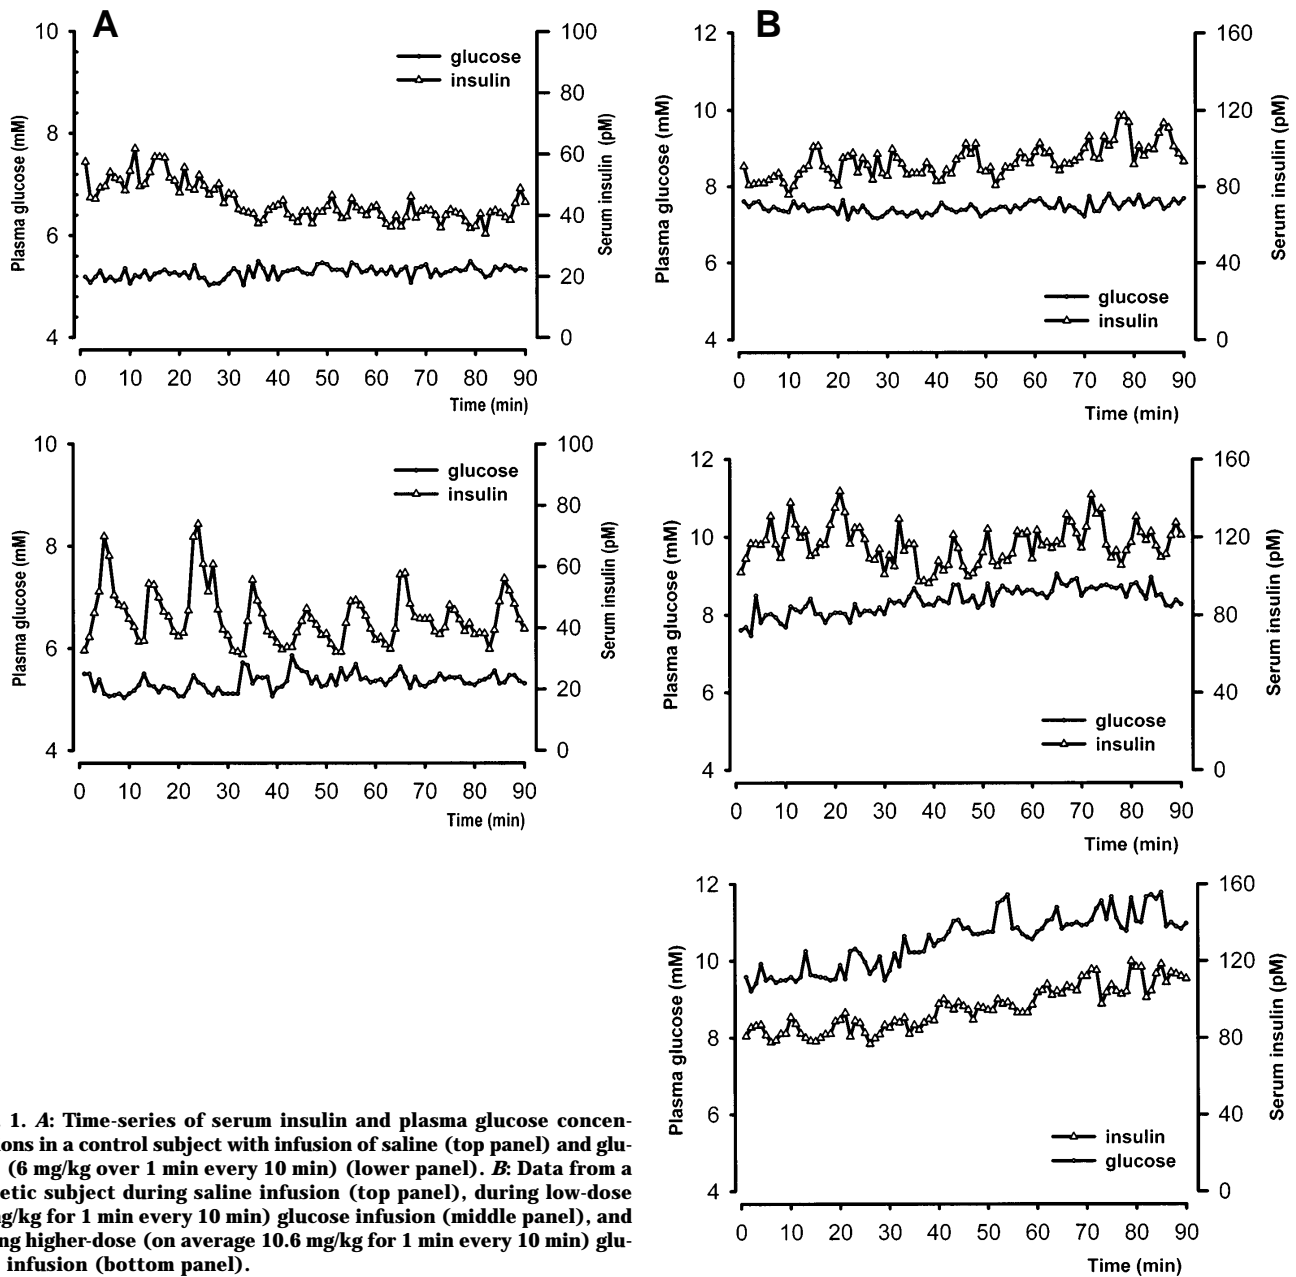 A
10
8
6
4
Plasma glucose (mM)
100
80
60
40
20
0
Serum insulin (pM)
glucose
insulin
0 10 20 30 40 50 60 70 80 90
Time (min)
B
12
10
8
6
4
Plasma glucose (mM)
160
120
80
40
0
Serum insulin (pM)
glucose
insulin
0 10 20 30 40 50 60 70 80 90
Time (min)
10
8
6
4
Plasma glucose (mM)
100
80
60
40
20
0
Serum insulin (pM)
glucose
insulin
0 10 20 30 40 50 60 70 80 90
Time (min)
12
10
8
6
4
Plasma glucose (mM)
160
120
80
40
0
Serum insulin (pM)
glucose
insulin
0 10 20 30 40 50 60 70 80 90
Time (min)
12
10
8
6
4
Plasma glucose (mM)
160
120
80
40
0
Serum insulin (pM)
insulin
glucose
0 10 20 30 40 50 60 70 80 90
Time (min)
. 1. A: Time-series of serum insulin and plasma glucose concen-
ions in a control subject with infusion of saline (top panel) and glu-
(6 mg/kg over 1 min every 10 min) (lower panel). B: Data from a
etic subject during saline infusion (top panel), during low-dose
g/kg for 1 min every 10 min) glucose infusion (middle panel), and
ng higher-dose (on average 10.6 mg/kg for 1 min every 10 min) glu-
infusion (bottom panel).